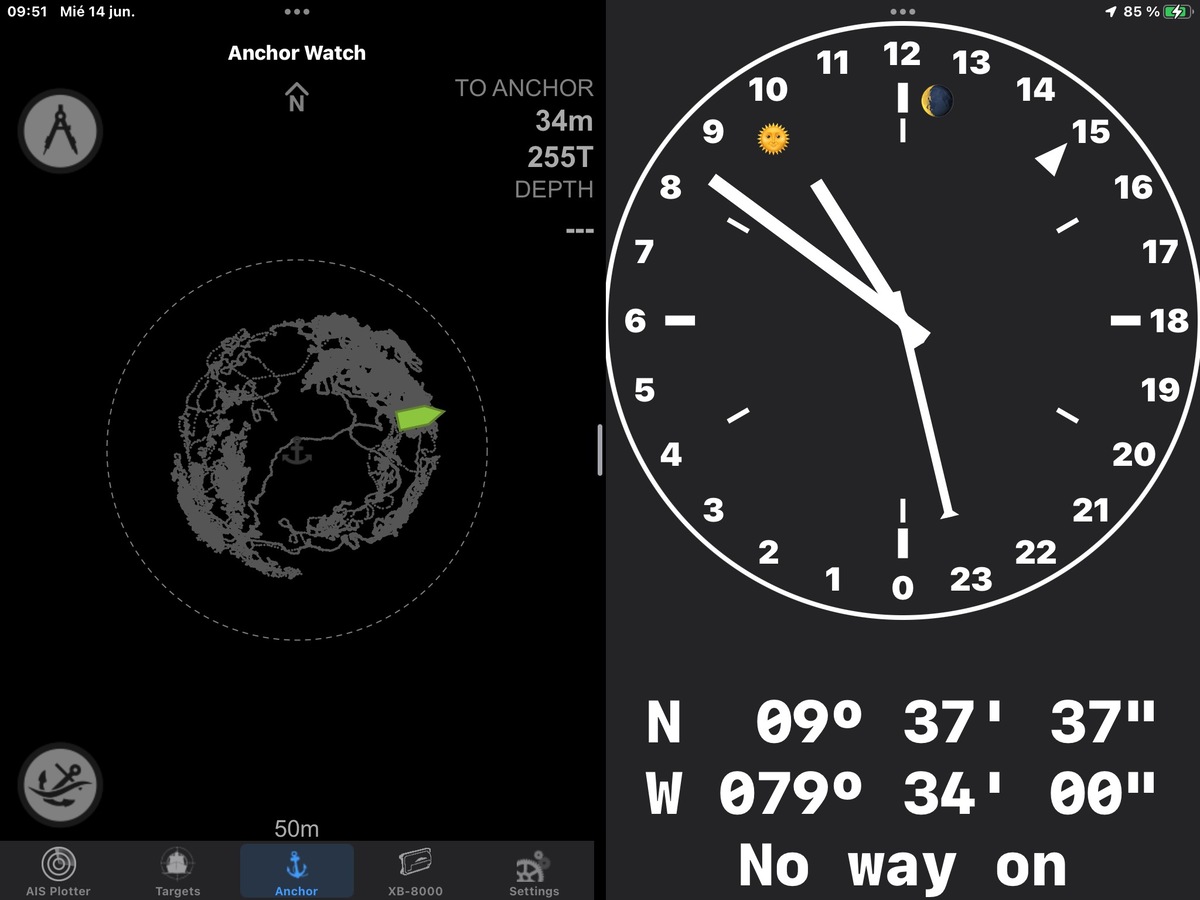 09:51 Mié 14 jun.
Anchor Watch
N
TO ANCHOR
34m
255T
DEPTH
---
50m
AIS Plotter
Targets
Anchor
XB-8000
Settings
85 %
12
13
14
15
16
17
18
19
20
21
22
23
0
1
2
3
4
5
6
7
8
9
10
11
N 09º 37' 37"
W 079º 34' 00"
No way on